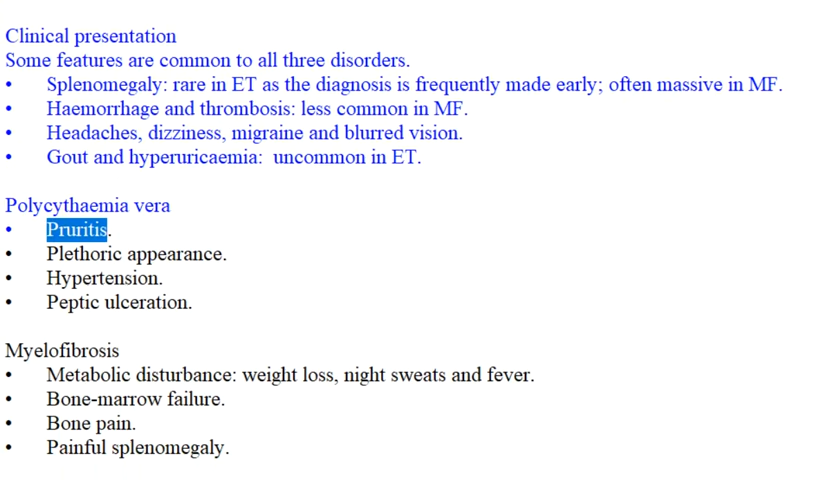 Clinical presentation
Some features are common to all three disorders.
• Splenomegaly: rare in ET as the diagnosis is frequently made early; often massive in MF.
• Haemorrhage and thrombosis: less common in MF.
• Headaches, dizziness, migraine and blurred vision.
• Gout and hyperuricaemia:  uncommon in ET.
Polycythaemia vera
• Pruritis.
• Plethoric appearance.
• Hypertension.
• Peptic ulceration.
Myelofibrosis
• Metabolic disturbance: weight loss, night sweats and fever.
• Bone-marrow failure.
• Bone pain.
• Painful splenomegaly.